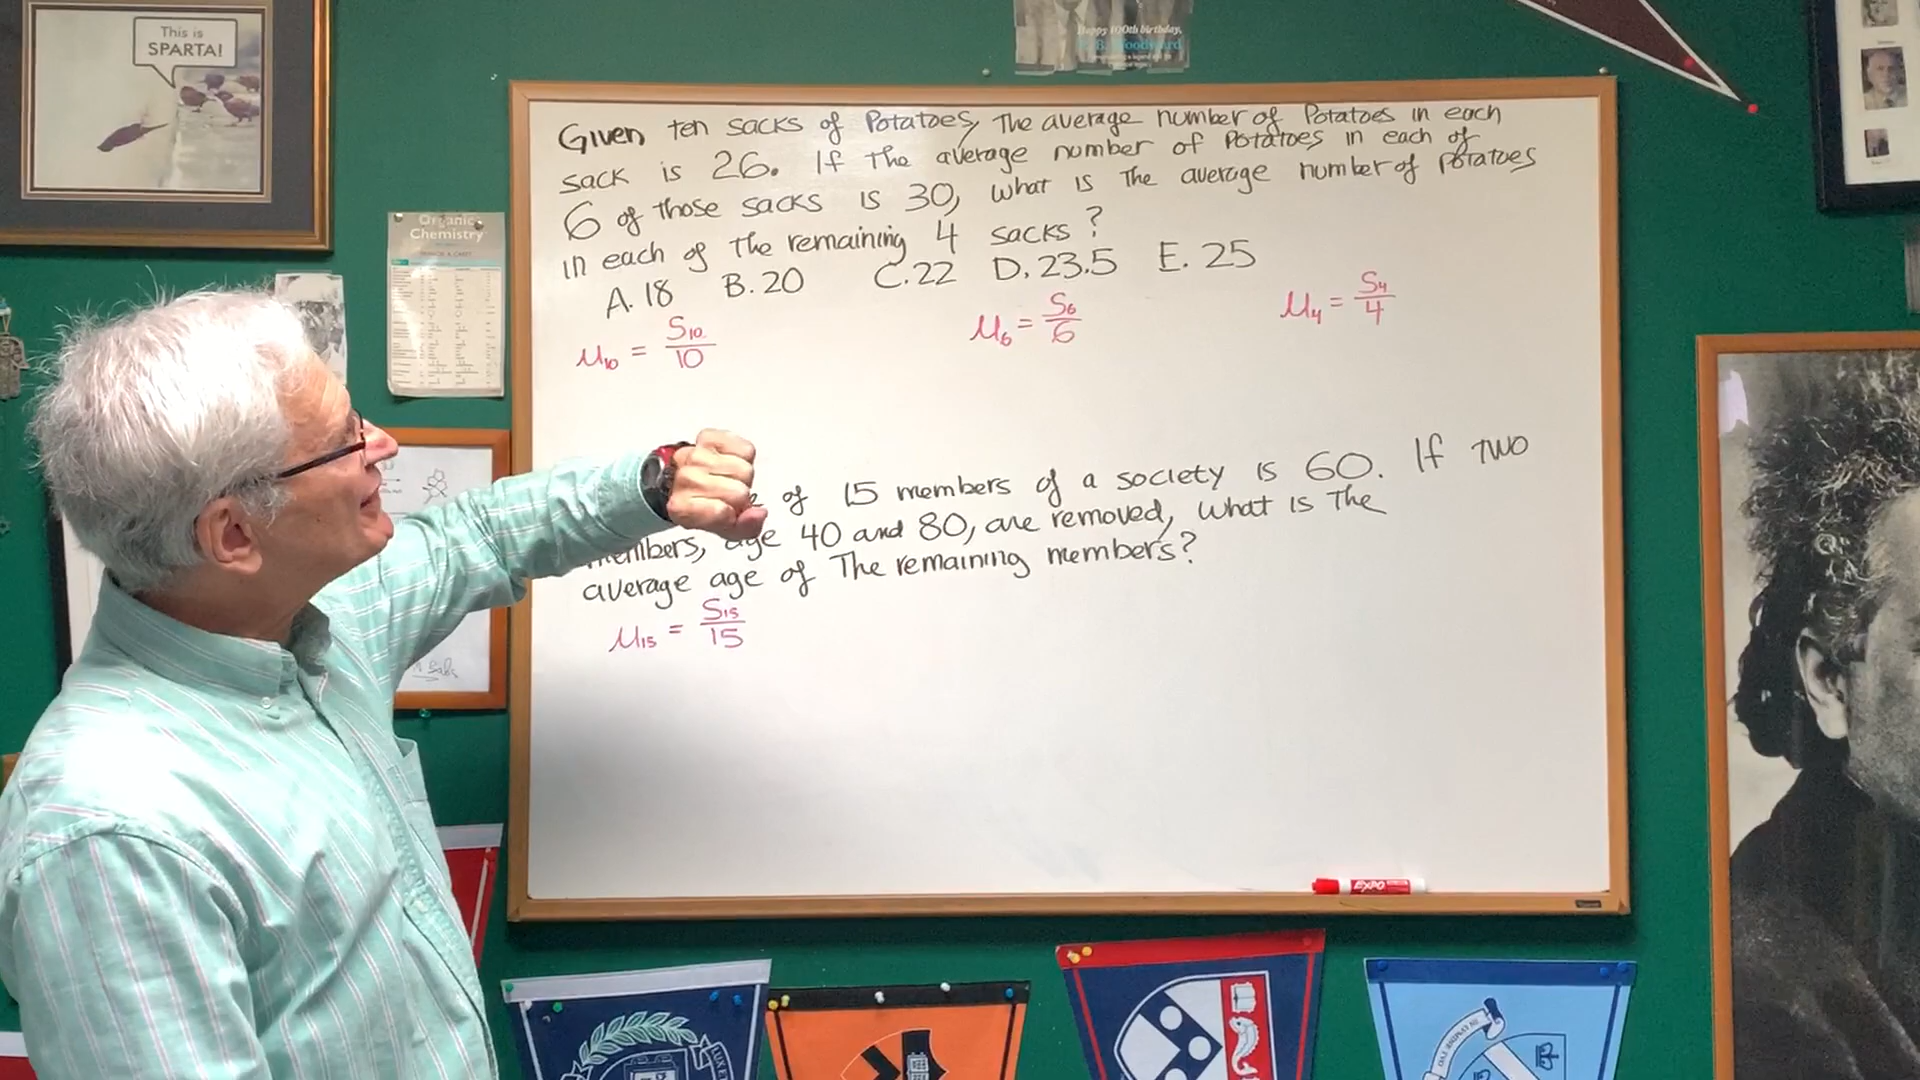 This is
SPARTA!
Happy 100th birthday,
R. B. Woodward
Organic
Chemistry
Given ten sacks of Potatoes, The average number of Potatoes in each
sack is 26. If The average number of Potatoes in each of
6 of those sacks is 30, what is The average number of potatoes
in each of The remaining 4 sacks?
A. 18 B. 20 C. 22 D. 23.5 E. 25
μ₁₀ = S₁₀/10 μ₆ = S₆/6 μ₄ = S₄/4
of 15 members of a society is 60. If two
members, age 40 and 80, are removed, what is The
average age of The remaining members?
μ₁₅ = S₁₅/15
EXPO